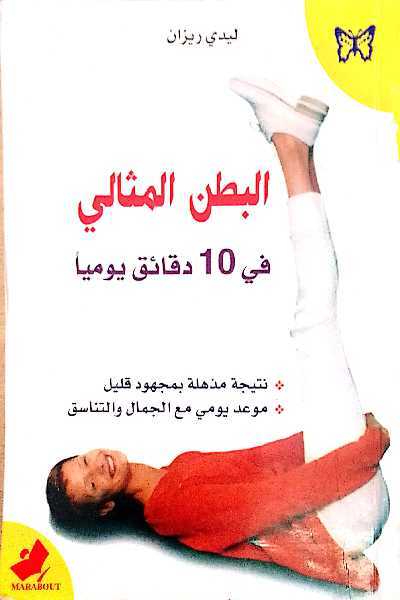 ليدي ريزان
البطن المثالي
في 10 دقائق يومياً
نتيجة مذهلة بمجهود قليل
موعد يومي مع الجمال والتناسق
MARABOUT